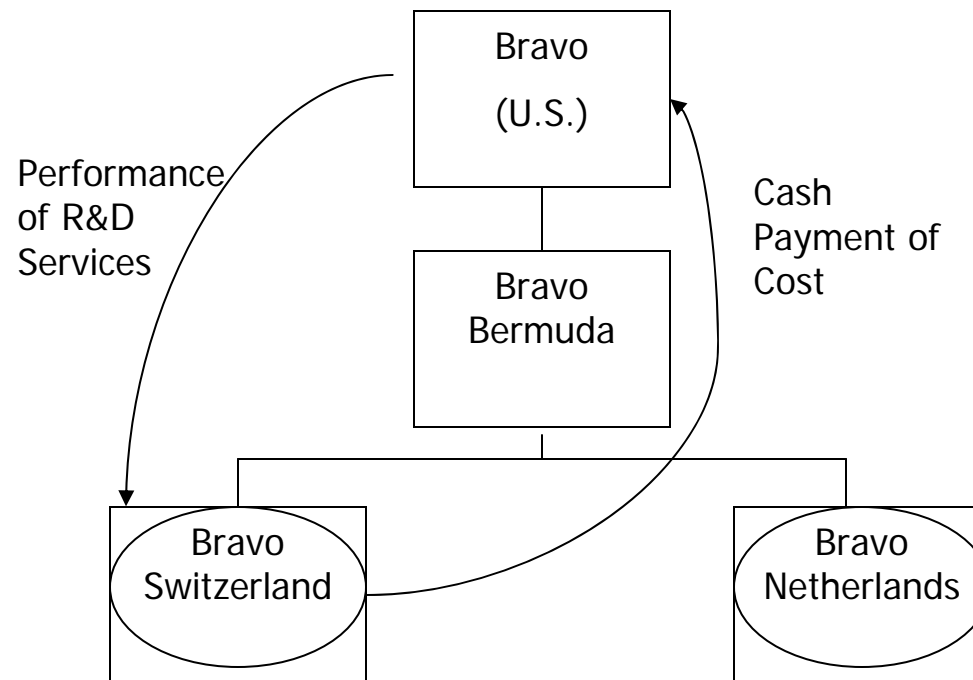 Bravo
(U.S.)
Performance
of R&D
Services
Cash
Payment of
Cost
Bravo
Bermuda
Bravo
Switzerland
Bravo
Netherlands